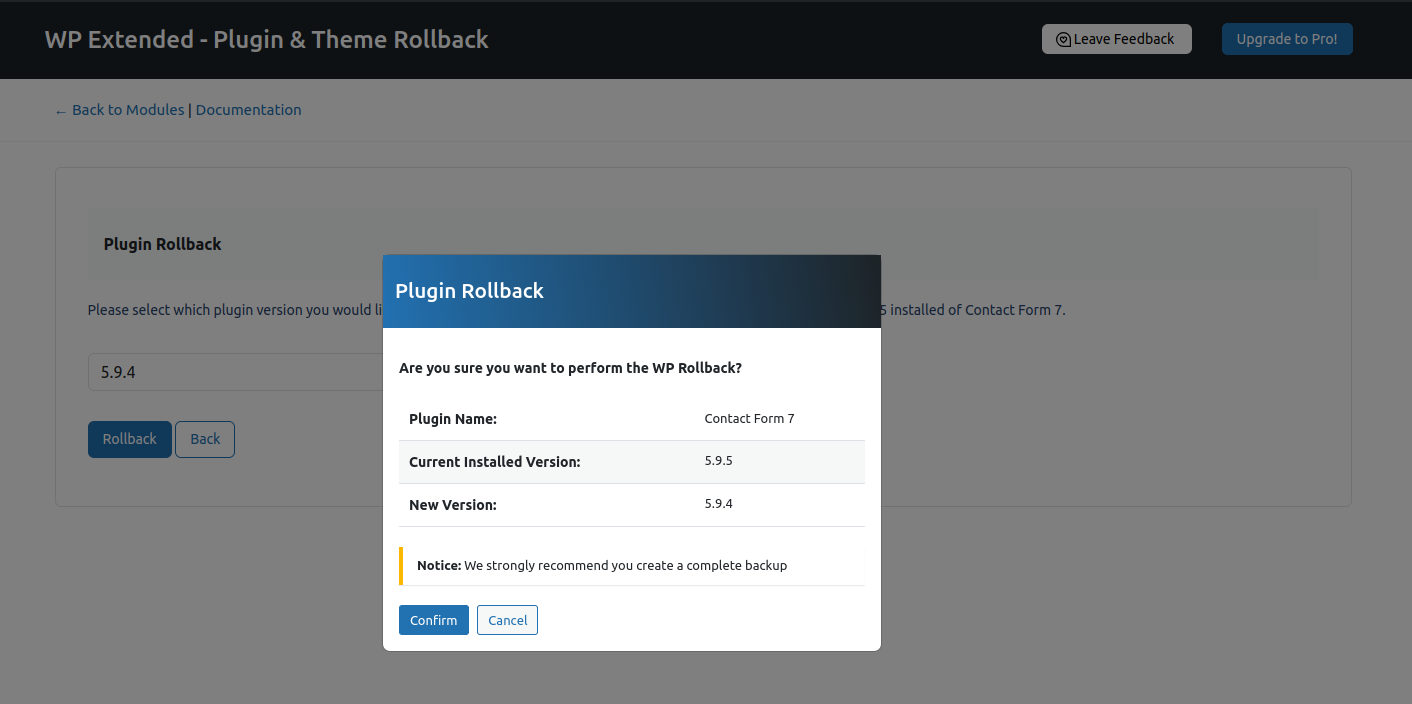 WP Extended - Plugin & Theme Rollback
Leave Feedback
Upgrade to Pro!
← Back to Modules | Documentation
Plugin Rollback
Please select which plugin version you would
installed of Contact Form 7.
5.9.4
Rollback
Back
Plugin Rollback
Are you sure you want to perform the WP Rollback?
Plugin Name: Contact Form 7
Current Installed Version: 5.9.5
New Version: 5.9.4
Notice: We strongly recommend you create a complete backup
Confirm
Cancel